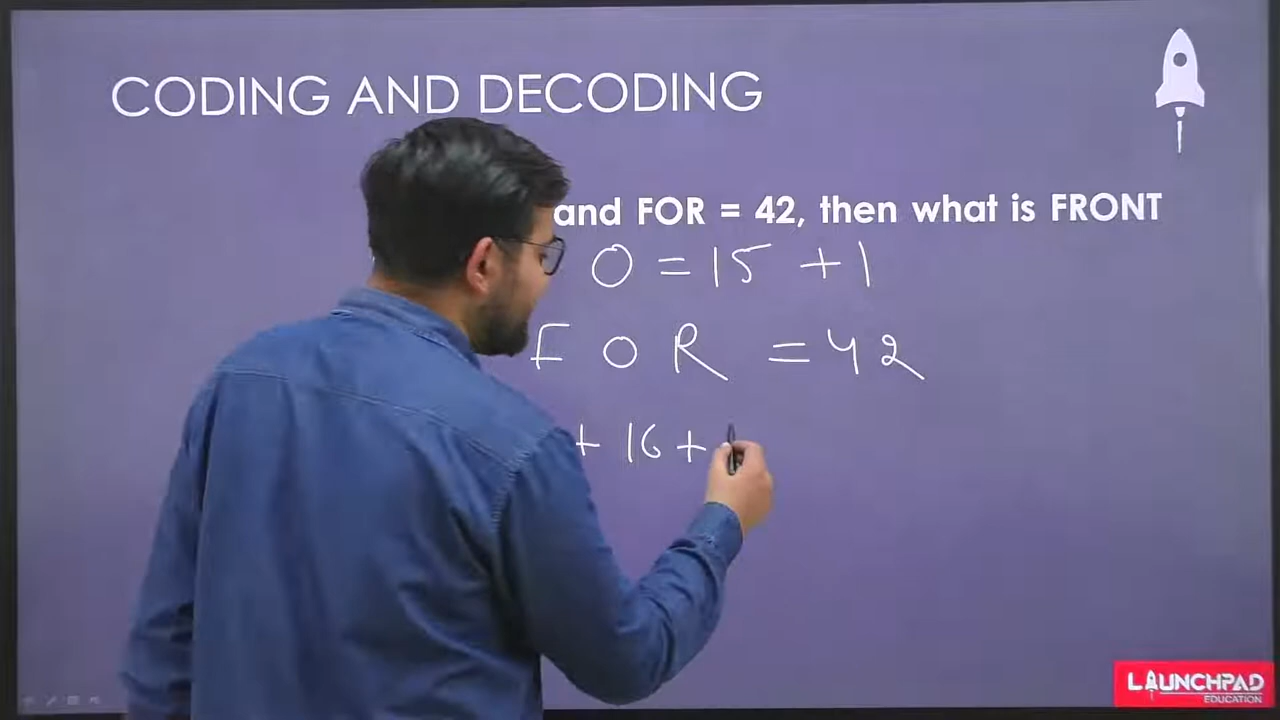 CODING AND DECODING
and FOR = 42, then what is FRONT
O = 15 + 1
F O R = 42
+ 16 +
LAUNCHPAD
EDUCATION